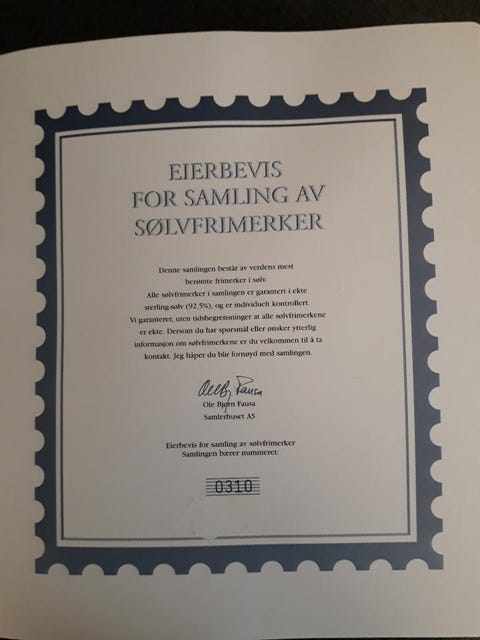 EIERBEVIS
FOR SAMLING AV
SØLVFRIMERKER
Denne samlingen består av verdens mest
berømte frimerker i sølv.
Alle sølvfrimerker i samlingen er garantert i ekte
sterling-sølv (92,5%), og er individuelt kontrollert.
Vi garanterer, uten tidsbegrensninger at alle sølvfrimerkene
er ekte. Dersom du har spørsmål eller ønsker ytterlig
informasjon om sølvfrimerkene er du velkommen til å ta
kontakt. Jeg håper du blir fornøyd med samlingen.
Ole Bjørn Fausa
Ole Bjørn Fausa
Samlerhuset AS
Eierbevis for samling av sølvfrimerker
Samlingen bærer nummeret:
0310